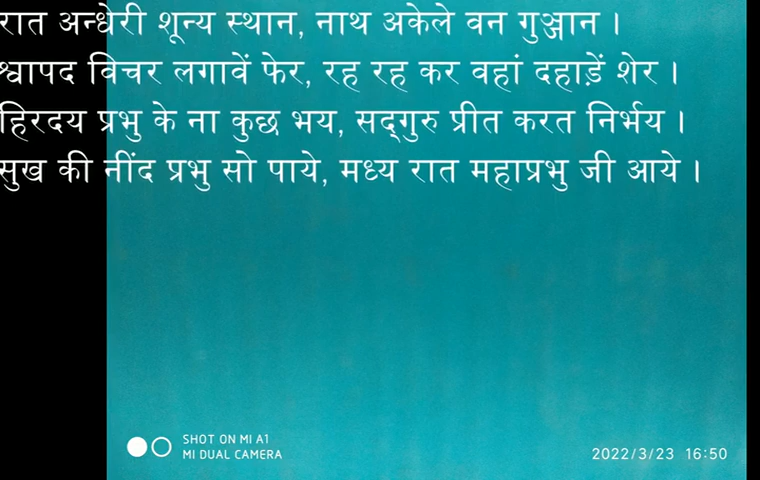 रात अन्धेरी शून्य स्थान, नाथ अकेले वन गुञ्जान ।
श्वापद विचर लगावें फेर, रह रह कर वहां दहाड़ें शेर ।
हिरदय प्रभु के ना कुछ भय, सद्‌गुरु प्रीत करत निर्भय ।
सुख की नींद प्रभु सो पाये, मध्य रात महाप्रभु जी आये ।
SHOT ON MI A1
MI DUAL CAMERA
2022/3/23 16:50